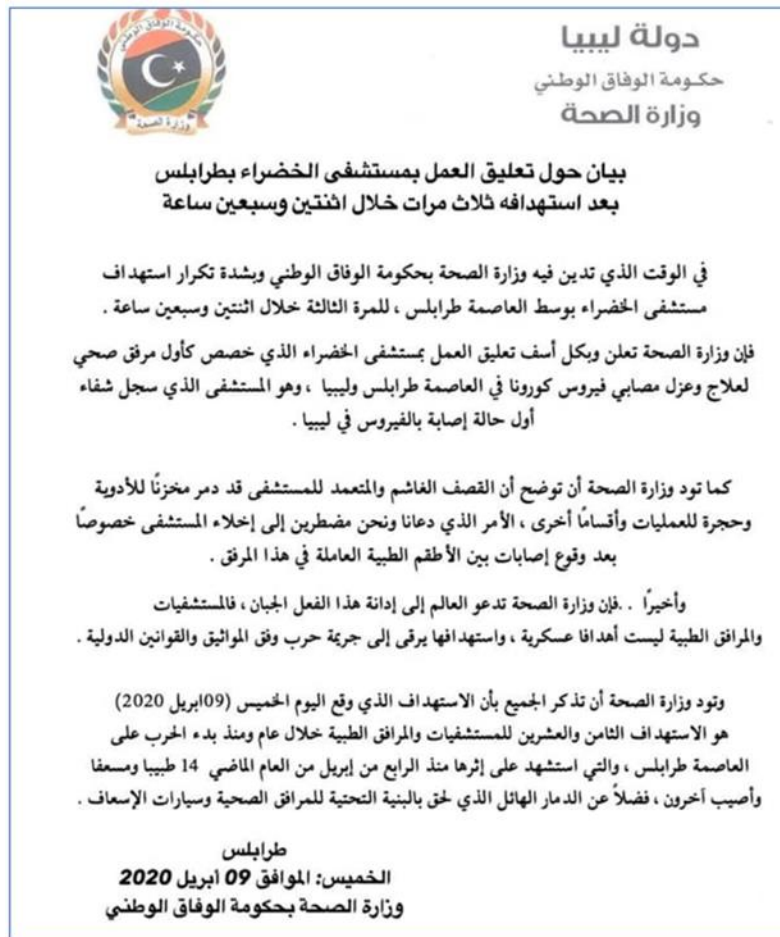 حكومة الوفاق الوطني
وزارة الصحة
دولة ليبيا
حكومة الوفاق الوطني
وزارة الصحة
بيان حول تعليق العمل بمستشفى الخضراء بطرابلس
بعد استهدافه ثلاث مرات خلال اثنتين وسبعين ساعة
في الوقت الذي تدين فيه وزارة الصحة بحكومة الوفاق الوطني وبشدة تكرار استهداف
مستشفى الخضراء بوسط العاصمة طرابلس ، للمرة الثالثة خلال اثنتين وسبعين ساعة .
فإن وزارة الصحة تعلن وبكل أسف تعليق العمل بمستشفى الخضراء الذي خصص كأول مرفق صحي
لعلاج وعزل مصابي فيروس كورونا في العاصمة طرابلس وليبيا ، وهو المستشفى الذي سجل شفاء
أول حالة إصابة بالفيروس في ليبيا .
كما تود وزارة الصحة أن توضح أن القصف الغاشم والمتعمد للمستشفى قد دمر مخزنًا للأدوية
وحجرة للعمليات وأقسامًا أخرى ، الأمر الذي دعانا ونحن مضطرين إلى إخلاء المستشفى خصوصًا
بعد وقوع إصابات بين الأطقم الطبية العاملة في هذا المرفق .
وأخيرًا . ..فإن وزارة الصحة تدعو العالم إلى إدانة هذا الفعل الجبان ، فالمستشفيات
والمرافق الطبية ليست أهدافا عسكرية ، واستهدافها يرقى إلى جريمة حرب وفق المواثيق والقوانين الدولية .
وتود وزارة الصحة أن تذكر الجميع بأن الاستهداف الذي وقع اليوم الخميس (09ابريل 2020)
هو الاستهداف الثامن والعشرين للمستشفيات والمرافق الطبية خلال عام ومنذ بدء الحرب على
العاصمة طرابلس ، والتي استشهد على إثرها منذ الرابع من إبريل من العام الماضي 14 طبيبا ومسعفا
وأصيب آخرون ، فضلاً عن الدمار الهائل الذي لحق بالبنية التحتية للمرافق الصحية وسيارات الإسعاف .
طرابلس
الخميس: الموافق 09 أبريل 2020
وزارة الصحة بحكومة الوفاق الوطني